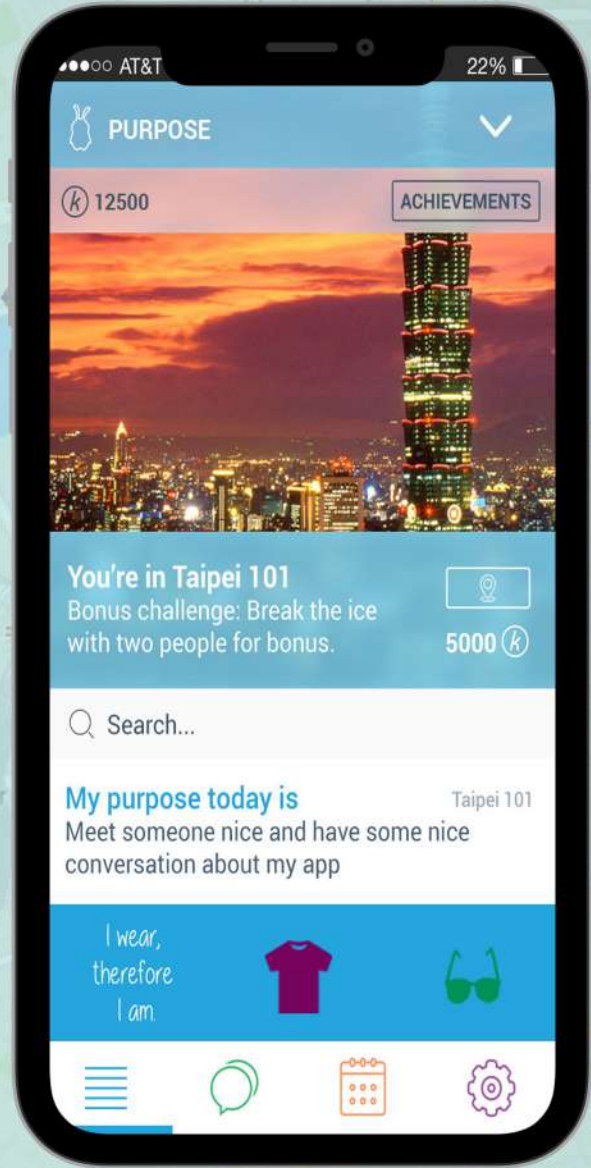 AT&T 22%
PURPOSE
k 12500 ACHIEVEMENTS
You're in Taipei 101
Bonus challenge: Break the ice
with two people for bonus.
5000 k
Search...
My purpose today is Taipei 101
Meet someone nice and have some nice
conversation about my app
I wear,
therefore
I am.